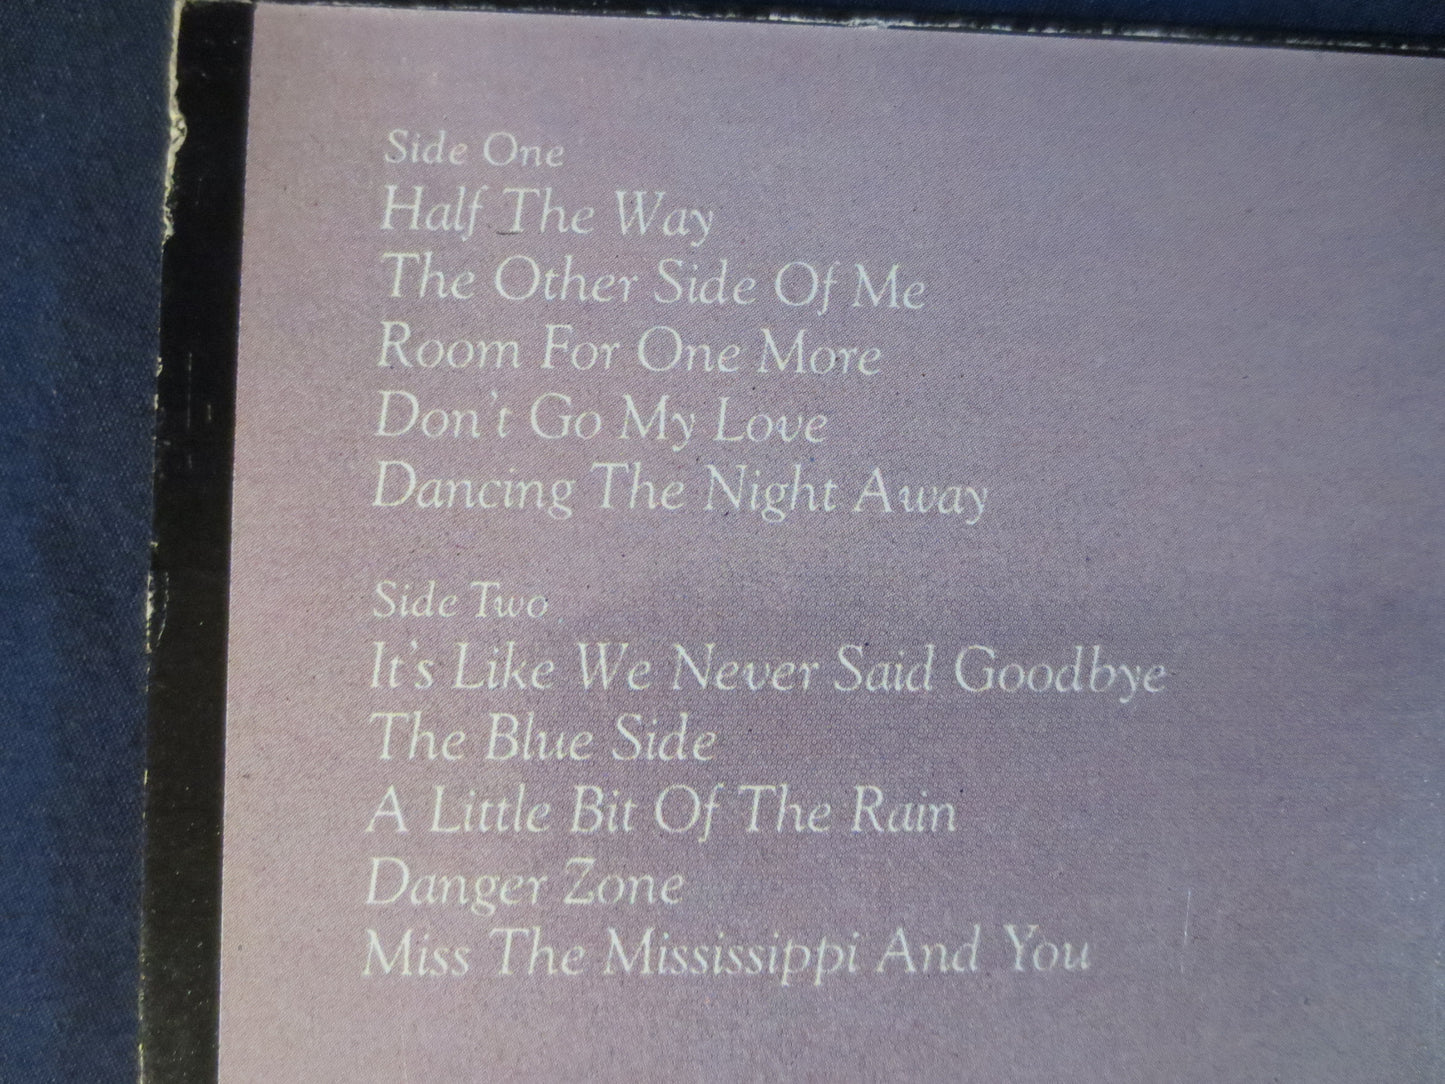 Side One
Half The Way
The Other Side Of Me
Room For One More
Don't Go My Love
Dancing The Night Away
Side Two
It's Like We Never Said Goodbye
The Blue Side
A Little Bit Of The Rain
Danger Zone
Miss The Mississippi And You